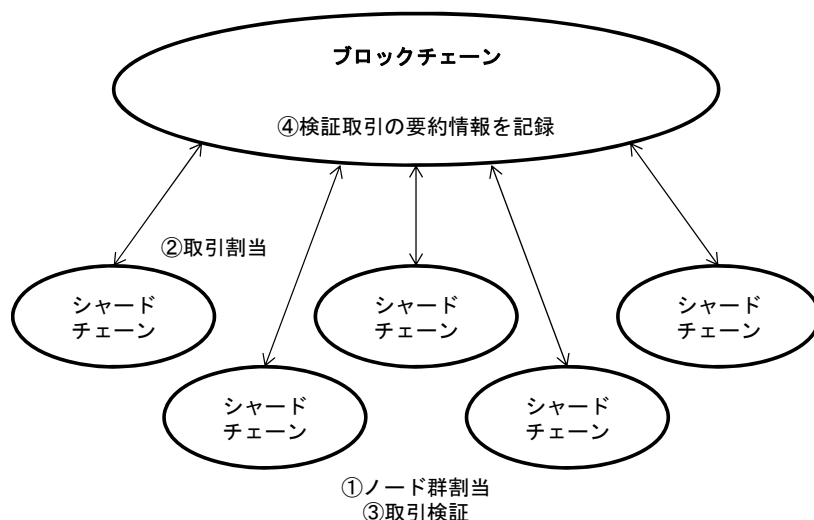 ブロックチェーン
④検証取引の要約情報を記録
②取引割当
シャード
チェーン
シャード
チェーン
シャード
チェーン
シャード
チェーン
シャード
チェーン
①ノード群割当
③取引検証